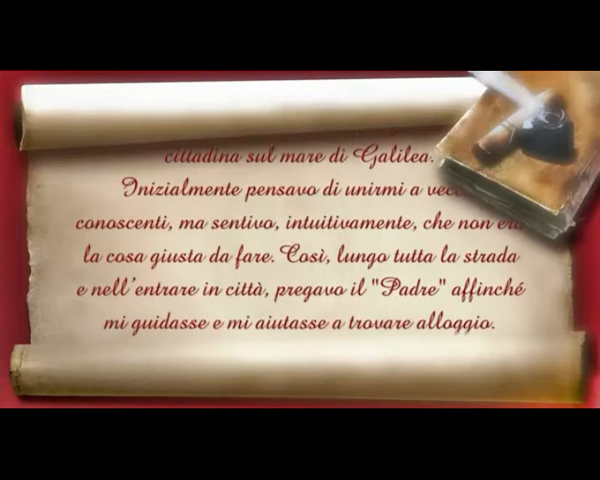 cittadina sul mare di Galilea.
Inizialmente pensavo di unirmi a
conoscenti, ma sentivo, intuitivamente, che non era
la cosa giusta da fare. Così, lungo tutta la strada
e nell'entrare in città, pregavo il "Padre" affinché
mi guidasse e mi aiutasse a trovare alloggio.